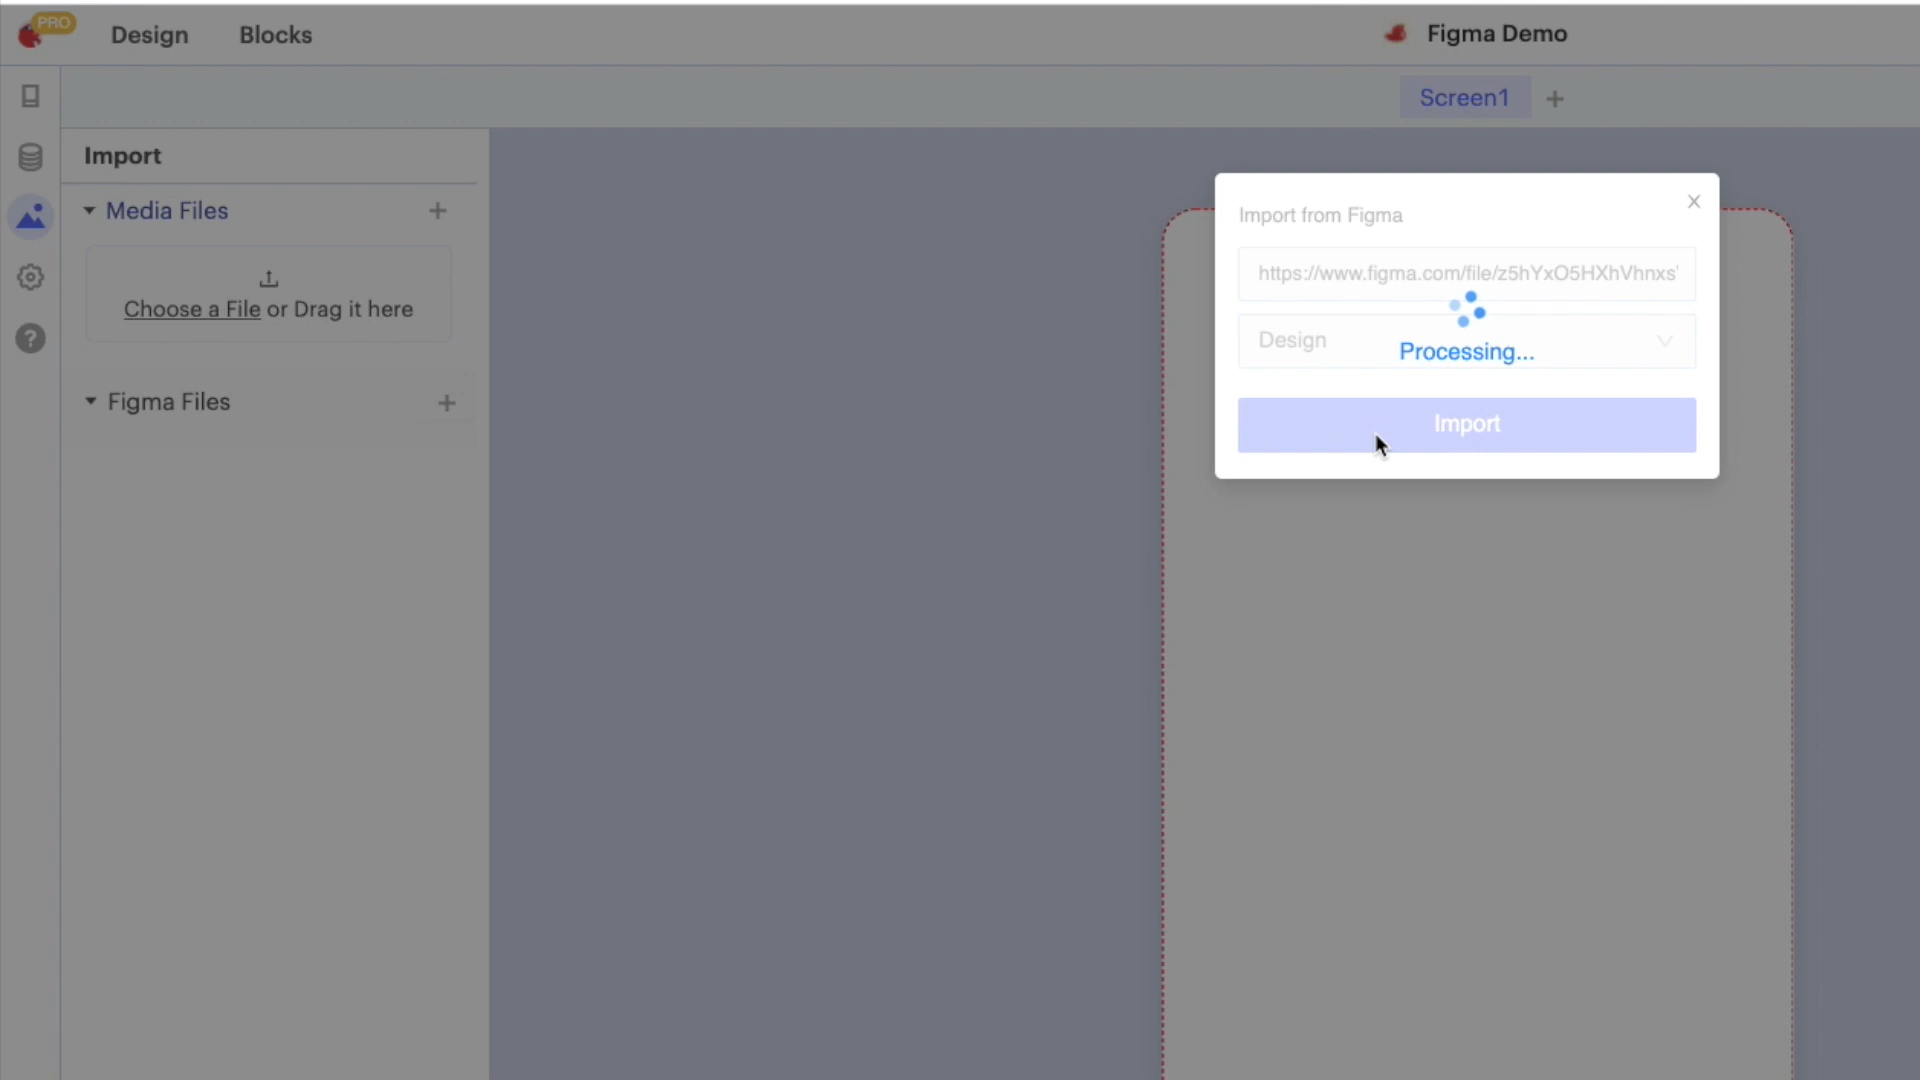 PRO
Design
Blocks
Figma Demo
Screen1
Import
Media Files
Choose a File or Drag it here
Figma Files
Import from Figma
https://www.figma.com/file/z5hYxO5HXhVhnxs
Design
Processing...
Import